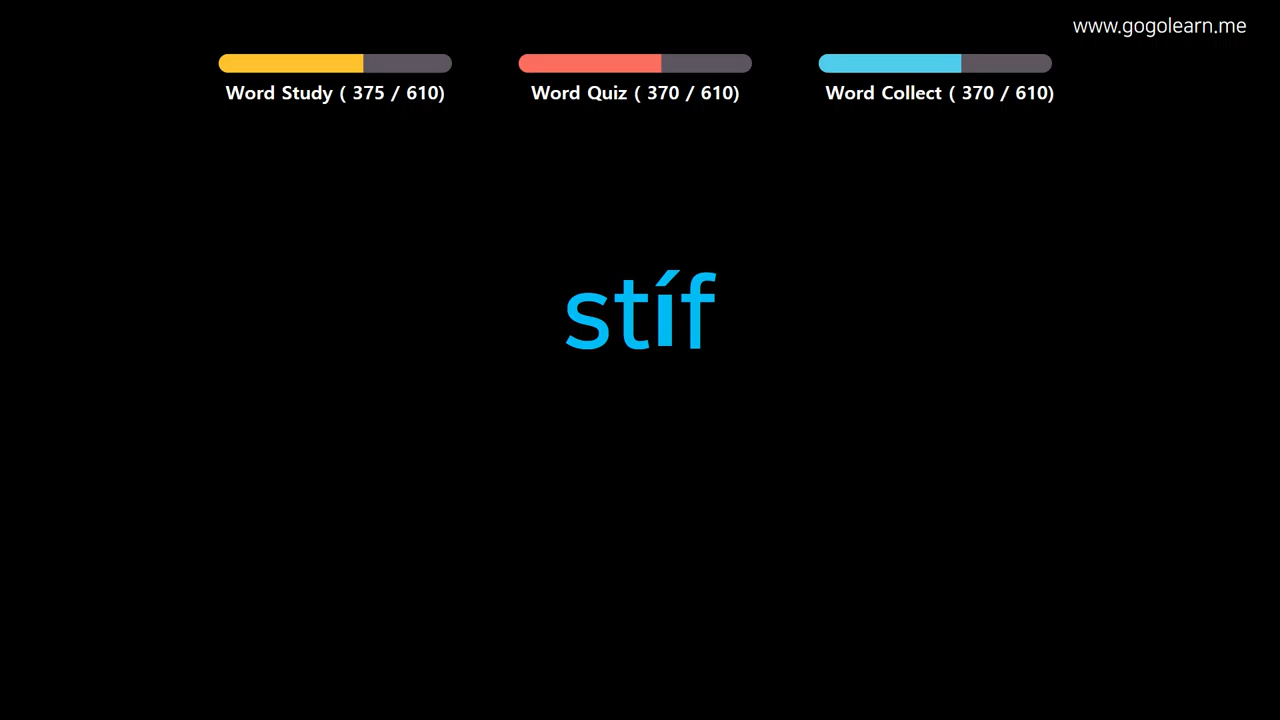 www.gogolearn.me
Word Study ( 375 / 610)
Word Quiz ( 370 / 610)
Word Collect ( 370 / 610)
stíf